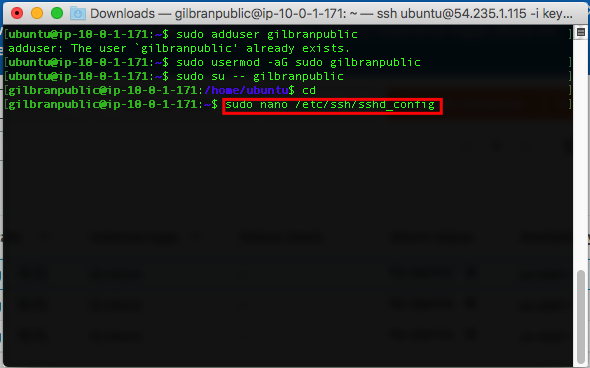 Downloads — gilbranpublic@ip-10-0-1-171: ~ — ssh ubuntu@54.235.1.115 -i key...
[ubuntu@ip-10-0-1-171:~$ sudo adduser gilbranpublic ]
adduser: The user `gilbranpublic' already exists.
[ubuntu@ip-10-0-1-171:~$ sudo usermod -aG sudo gilbranpublic ]
[ubuntu@ip-10-0-1-171:~$ sudo su -- gilbranpublic ]
[gilbranpublic@ip-10-0-1-171:/home/ubuntu$ cd ]
[gilbranpublic@ip-10-0-1-171:~$ sudo nano /etc/ssh/sshd_config ]